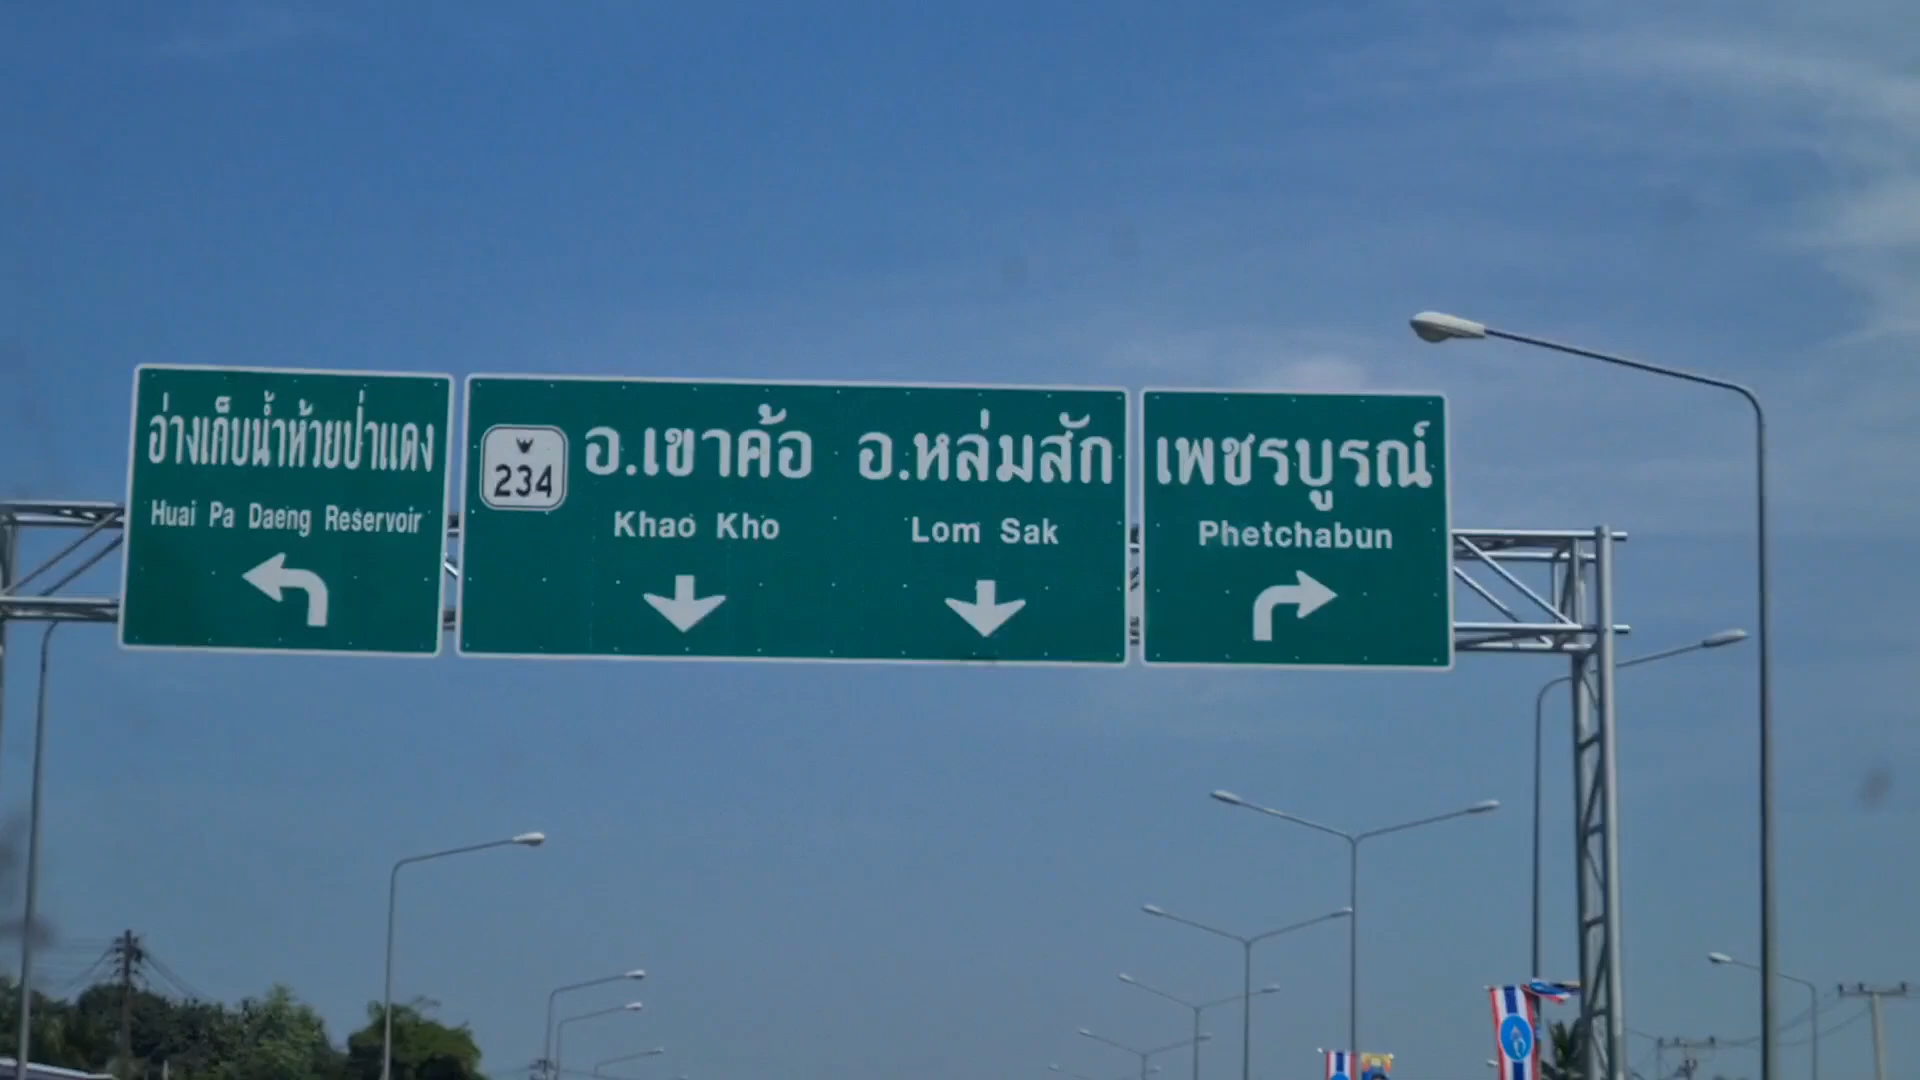 อ่างเก็บน้ำห้วยป่าแดง
Huai Pa Daeng Reservoir
234
อ.เขาค้อ
Khao Kho
อ.หล่มสัก
Lom Sak
เพชรบูรณ์
Phetchabun